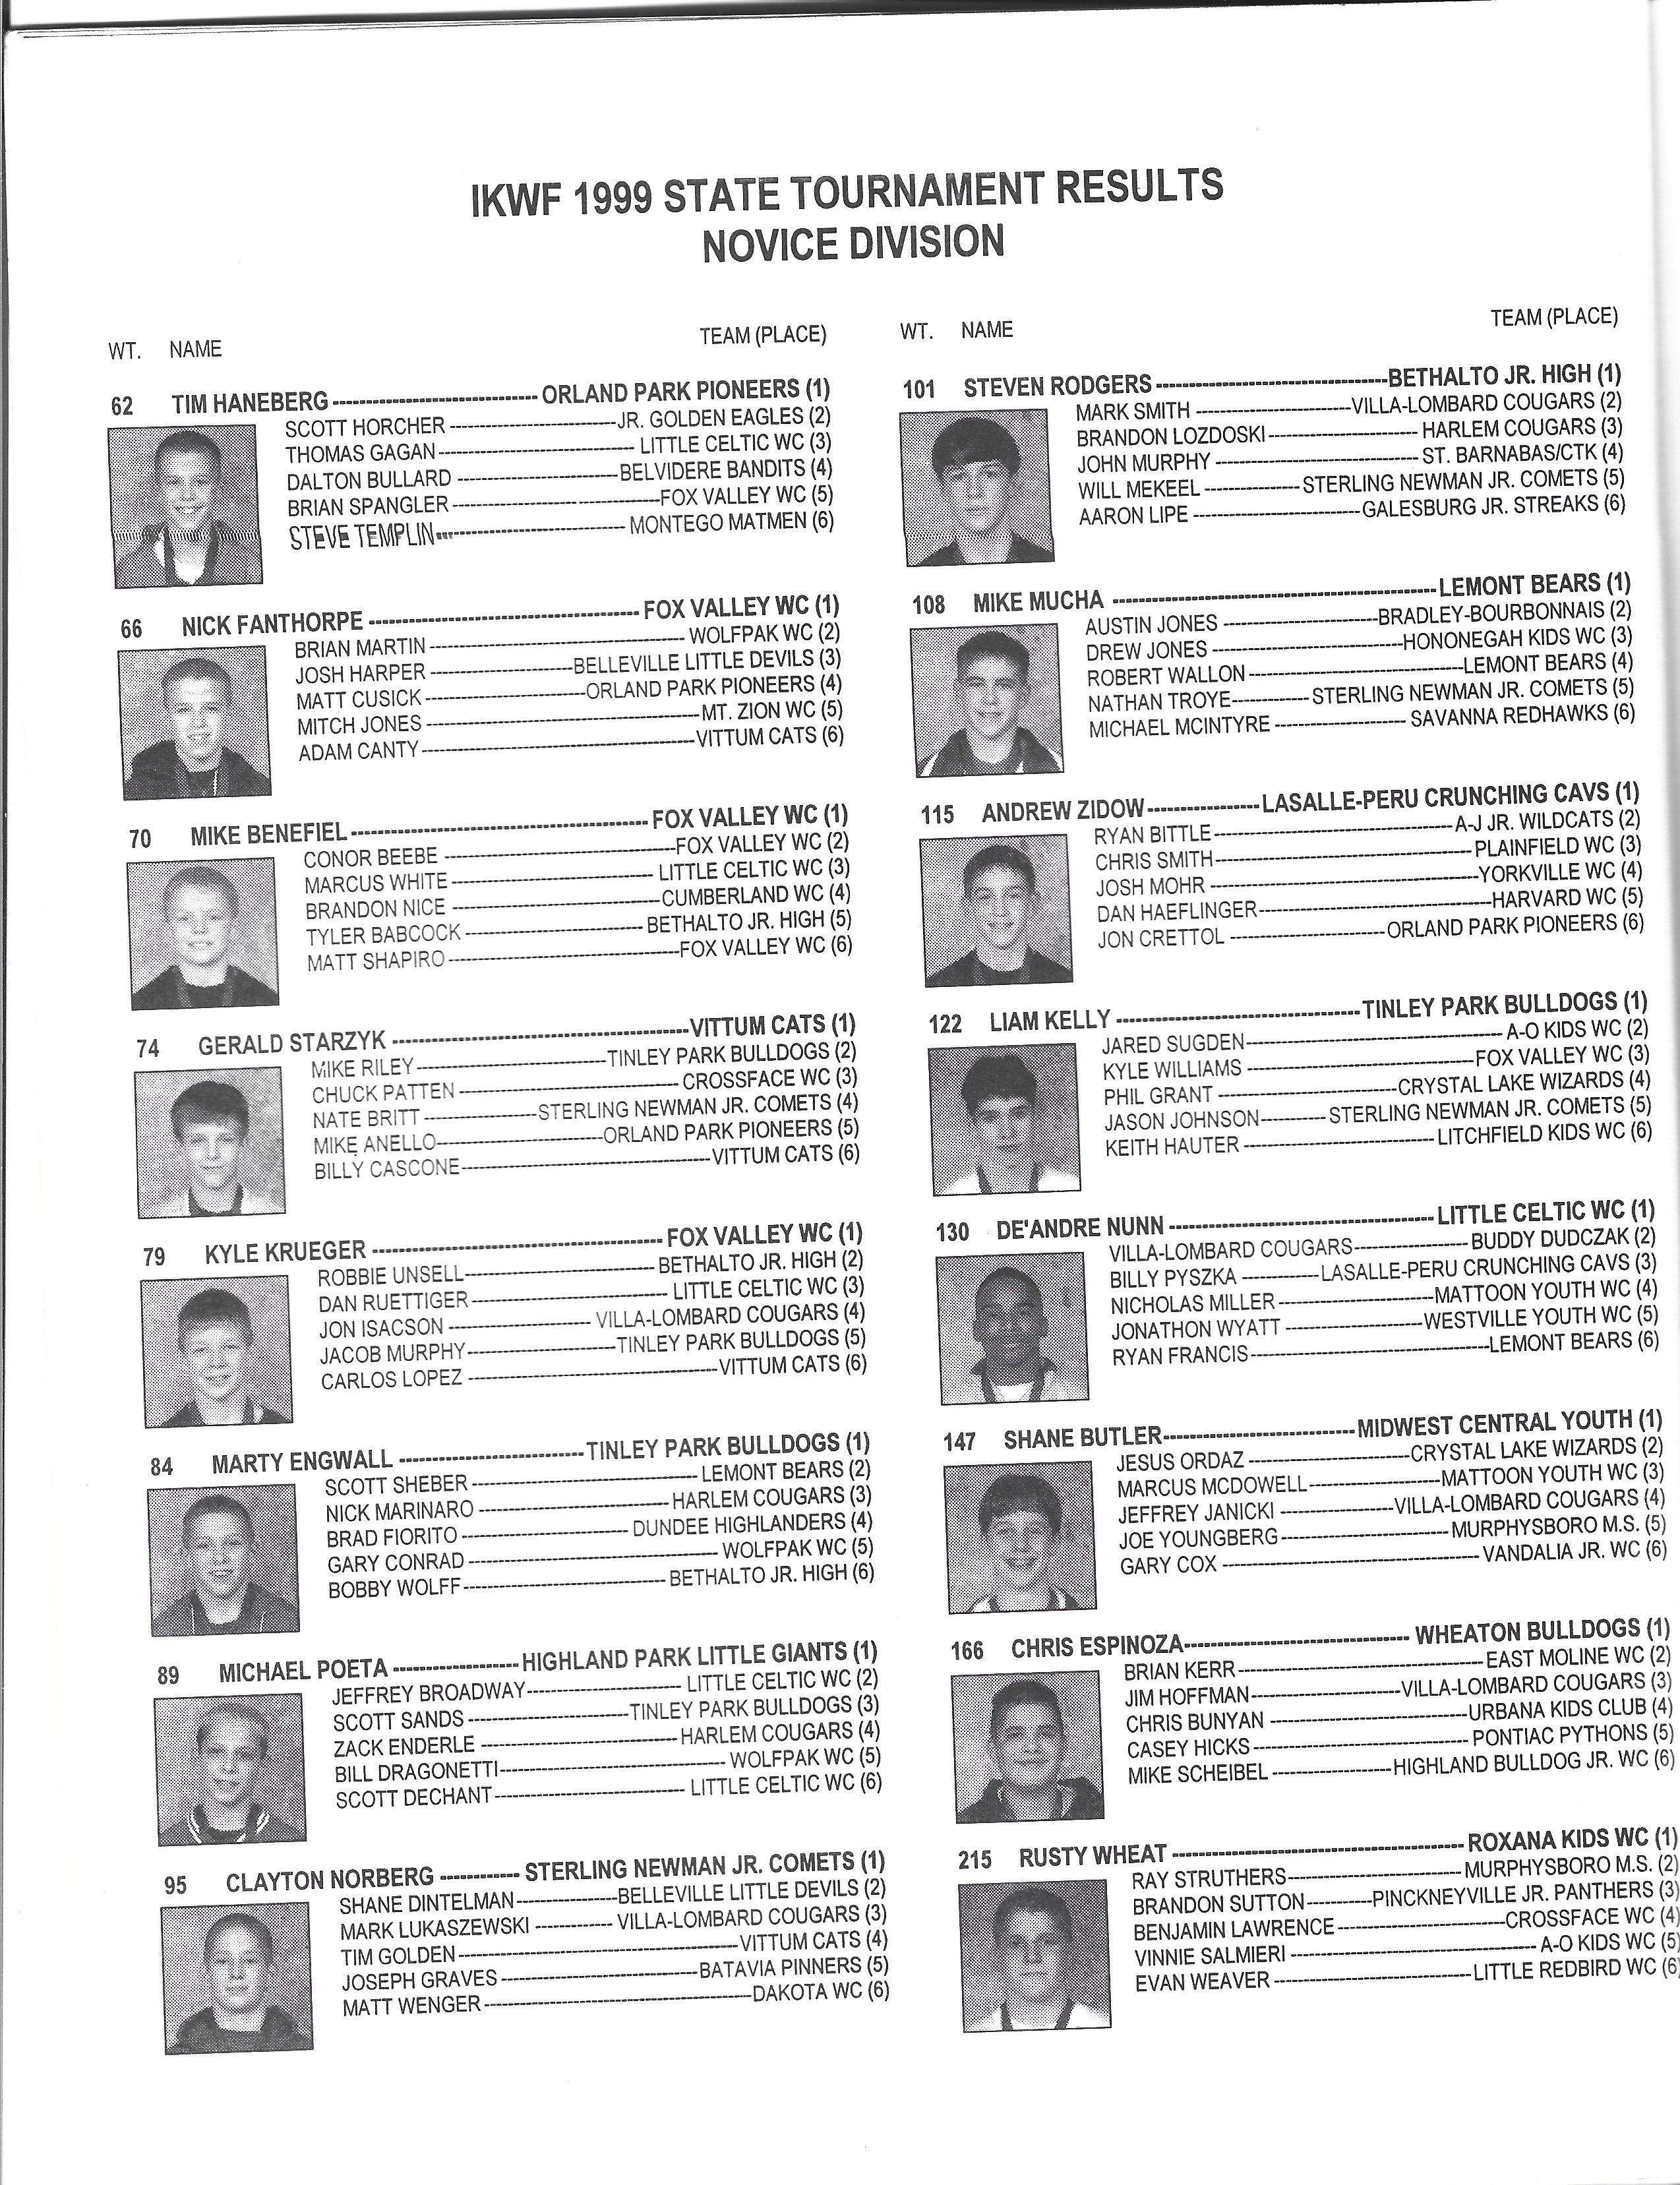 IKWF 1999 STATE TOURNAMENT RESULTS
NOVICE DIVISION
WT. NAME TEAM (PLACE)
62 TIM HANEBERG ORLAND PARK PIONEERS (1)
SCOTT HORCHER JR. GOLDEN EAGLES (2)
THOMAS GAGAN LITTLE CELTIC WC (3)
DALTON BULLARD BELVIDERE BANDITS (4)
BRIAN SPANGLER FOX VALLEY WC (5)
STEVE TEMPLIN MONTEGO MATMEN (6)
66 NICK FANTHORPE FOX VALLEY WC (1)
BRIAN MARTIN WOLFPAK WC (2)
JOSH HARPER BELLEVILLE LITTLE DEVILS (3)
MATT CUSICK ORLAND PARK PIONEERS (4)
MITCH JONES MT. ZION WC (5)
ADAM CANTY VITTUM CATS (6)
70 MIKE BENEFIEL FOX VALLEY WC (1)
CONOR BEEBE FOX VALLEY WC (2)
MARCUS WHITE LITTLE CELTIC WC (3)
BRANDON NICE CUMBERLAND WC (4)
TYLER BABCOCK BETHALTO JR. HIGH (5)
MATT SHAPIRO FOX VALLEY WC (6)
74 GERALD STARZYK VITTUM CATS (1)
MIKE RILEY TINLEY PARK BULLDOGS (2)
CHUCK PATTEN CROSSFACE WC (3)
NATE BRITT STERLING NEWMAN JR. COMETS (4)
MIKE ANELLO ORLAND PARK PIONEERS (5)
BILLY CASCONE VITTUM CATS (6)
79 KYLE KRUEGER FOX VALLEY WC (1)
ROBBIE UNSELL BETHALTO JR. HIGH (2)
DAN RUETTIGER LITTLE CELTIC WC (3)
JON ISACSON VILLA-LOMBARD COUGARS (4)
JACOB MURPHY TINLEY PARK BULLDOGS (5)
CARLOS LOPEZ VITTUM CATS (6)
84 MARTY ENGWALL TINLEY PARK BULLDOGS (1)
SCOTT SHEBER LEMONT BEARS (2)
NICK MARINARO HARLEM COUGARS (3)
BRAD FIORITO DUNDEE HIGHLANDERS (4)
GARY CONRAD WOLFPAK WC (5)
BOBBY WOLFF BETHALTO JR. HIGH (6)
89 MICHAEL POETA HIGHLAND PARK LITTLE GIANTS (1)
JEFFREY BROADWAY LITTLE CELTIC WC (2)
SCOTT SANDS TINLEY PARK BULLDOGS (3)
ZACK ENDERLE HARLEM COUGARS (4)
BILL DRAGONETTI WOLFPAK WC (5)
SCOTT DECHANT LITTLE CELTIC WC (6)
95 CLAYTON NORBERG STERLING NEWMAN JR. COMETS (1)
SHANE DINTELMAN BELLEVILLE LITTLE DEVILS (2)
MARK LUKASZEWSKI VILLA-LOMBARD COUGARS (3)
TIM GOLDEN VITTUM CATS (4)
JOSEPH GRAVES BATAVIA PINNERS (5)
MATT WENGER DAKOTA WC (6)
WT. NAME TEAM (PLACE)
101 STEVEN RODGERS BETHALTO JR. HIGH (1)
MARK SMITH VILLA-LOMBARD COUGARS (2)
BRANDON LOZDOSKI HARLEM COUGARS (3)
JOHN MURPHY ST. BARNABAS/CTK (4)
WILL MEKEEL STERLING NEWMAN JR. COMETS (5)
AARON LIPE GALESBURG JR. STREAKS (6)
108 MIKE MUCHA LEMONT BEARS (1)
AUSTIN JONES BRADLEY-BOURBONNAIS (2)
DREW JONES HONONEGAH KIDS WC (3)
ROBERT WALLON LEMONT BEARS (4)
NATHAN TROYE STERLING NEWMAN JR. COMETS (5)
MICHAEL MCINTYRE SAVANNA REDHAWKS (6)
115 ANDREW ZIDOW LASALLE-PERU CRUNCHING CAVS (1)
RYAN BITTLE A-J JR. WILDCATS (2)
CHRIS SMITH PLAINFIELD WC (3)
JOSH MOHR YORKVILLE WC (4)
DAN HAEFLINGER HARVARD WC (5)
JON CRETTOL ORLAND PARK PIONEERS (6)
122 LIAM KELLY TINLEY PARK BULLDOGS (1)
JARED SUGDEN A-O KIDS WC (2)
KYLE WILLIAMS FOX VALLEY WC (3)
PHIL GRANT CRYSTAL LAKE WIZARDS (4)
JASON JOHNSON STERLING NEWMAN JR. COMETS (5)
KEITH HAUTER LITCHFIELD KIDS WC (6)
130 DE'ANDRE NUNN LITTLE CELTIC WC (1)
VILLA-LOMBARD COUGARS BUDDY DUDCZAK (2)
BILLY PYSZKA LASALLE-PERU CRUNCHING CAVS (3)
NICHOLAS MILLER MATTOON YOUTH WC (4)
JONATHON WYATT WESTVILLE YOUTH WC (5)
RYAN FRANCIS LEMONT BEARS (6)
147 SHANE BUTLER MIDWEST CENTRAL YOUTH (1)
JESUS ORDAZ CRYSTAL LAKE WIZARDS (2)
MARCUS MCDOWELL MATTOON YOUTH WC (3)
JEFFREY JANICKI VILLA-LOMBARD COUGARS (4)
JOE YOUNGBERG MURPHYSBORO M.S. (5)
GARY COX VANDALIA JR. WC (6)
166 CHRIS ESPINOZA WHEATON BULLDOGS (1)
BRIAN KERR EAST MOLINE WC (2)
JIM HOFFMAN VILLA-LOMBARD COUGARS (3)
CHRIS BUNYAN URBANA KIDS CLUB (4)
CASEY HICKS PONTIAC PYTHONS (5)
MIKE SCHEIBEL HIGHLAND BULLDOG JR. WC (6)
215 RUSTY WHEAT ROXANA KIDS WC (1)
RAY STRUTHERS MURPHYSBORO M.S. (2)
BRANDON SUTTON PINCKNEYVILLE JR. PANTHERS (3)
BENJAMIN LAWRENCE CROSSFACE WC (4)
VINNIE SALMIERI A-O KIDS WC (5)
EVAN WEAVER LITTLE REDBIRD WC (6)